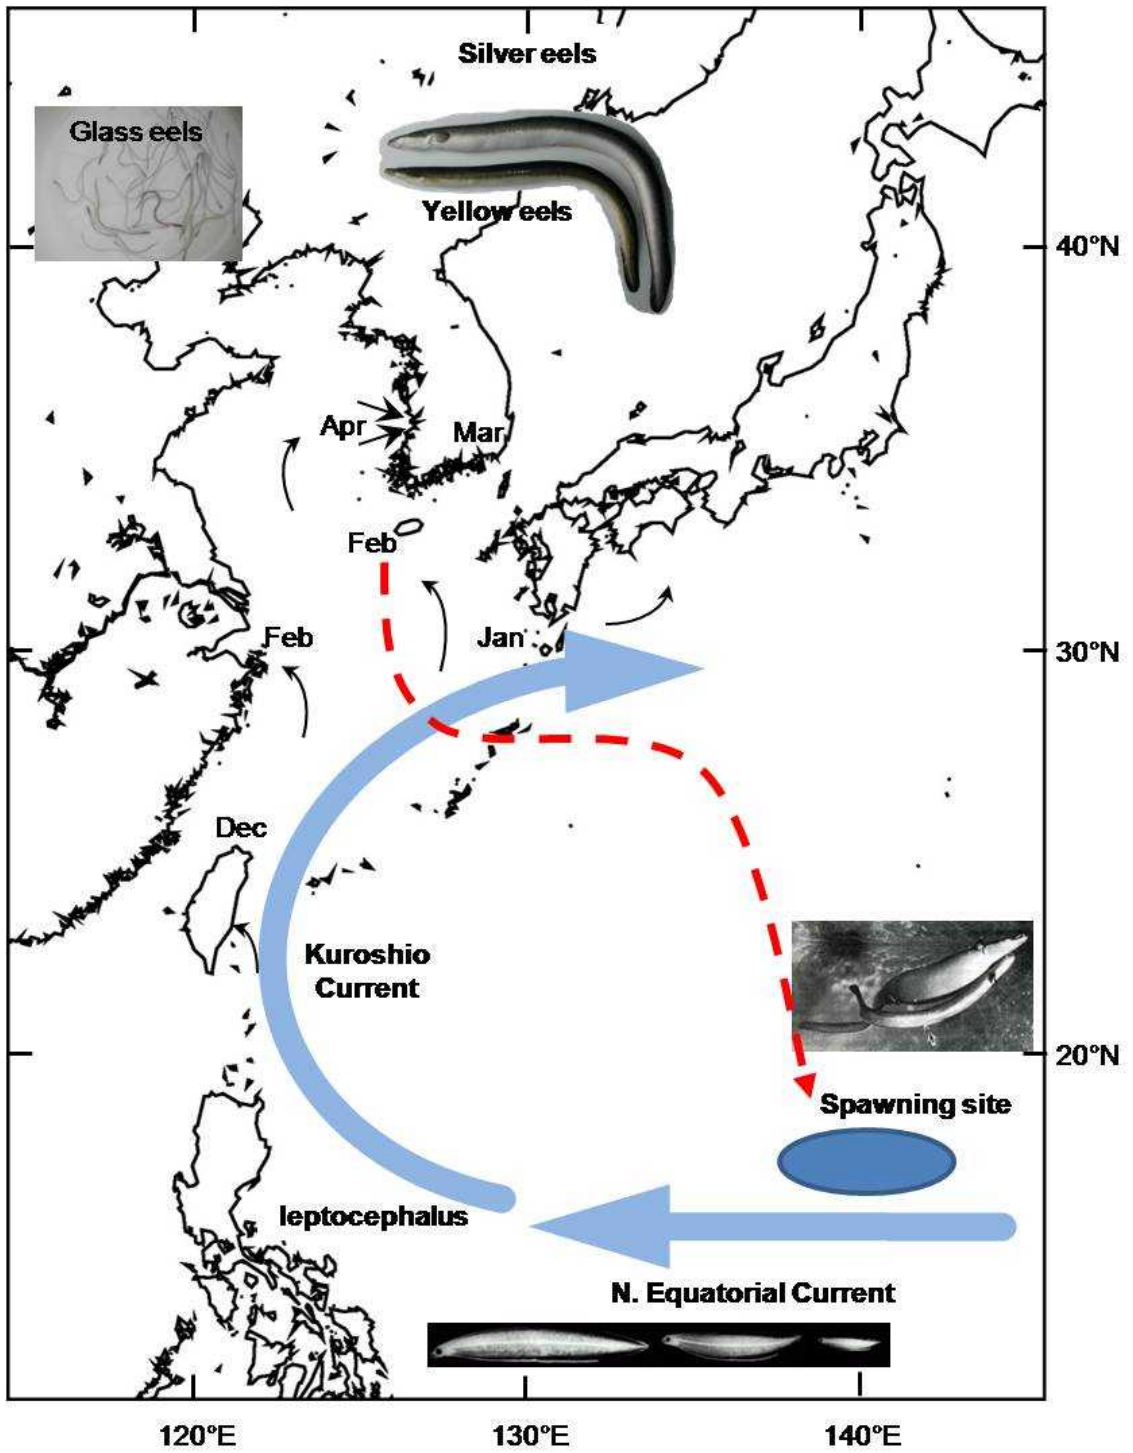 Silver eels
Glass eels
Yellow eels
40°N
Apr
Mar
Feb
Feb
Jan
30°N
Dec
Kuroshio
Current
20°N
Spawning site
leptocephalus
N. Equatorial Current
120°E
130°E
140°E